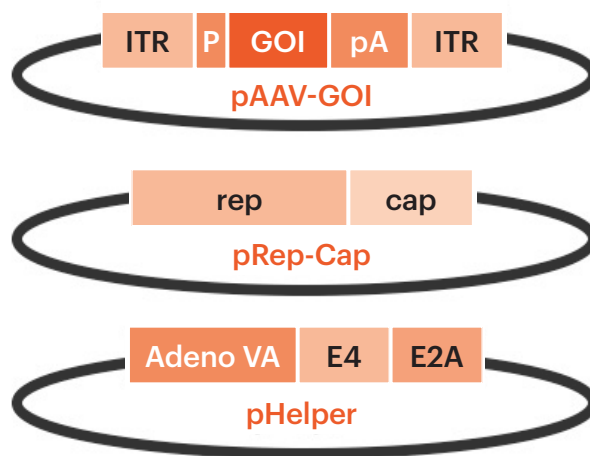 ITR P GOI pA ITR
pAAV-GOI
rep cap
pRep-Cap
Adeno VA E4 E2A
pHelper